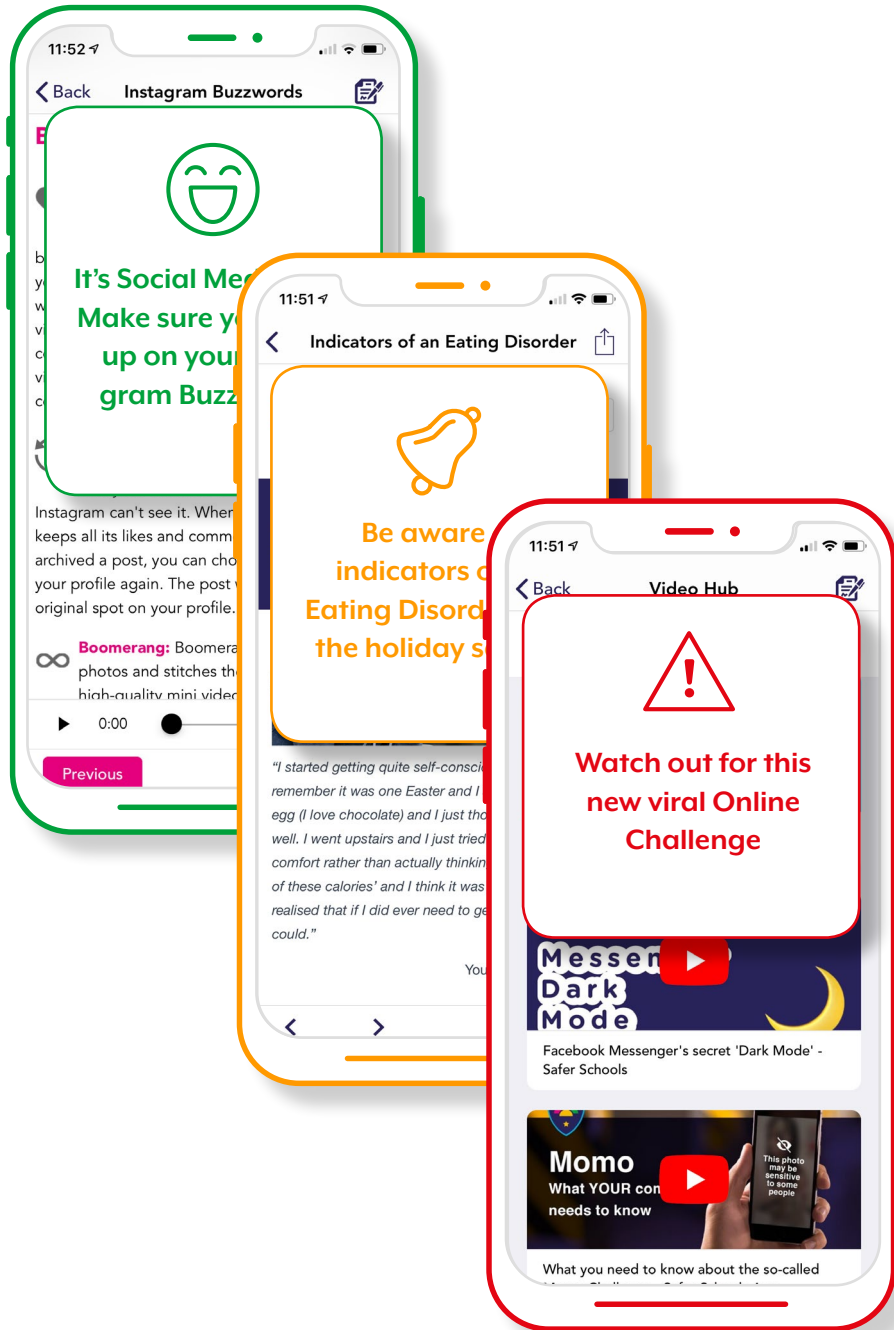 11:52
Back
Instagram Buzzwords
It's Social Med
Make sure y
up on your
gram Buzz
Instagram can't see it. When
keeps all its likes and comm
archived a post, you can cho
your profile again. The post
original spot on your profile.
Boomerang: Boomera
photos and stitches th
high-quality mini video
0:00
Previous
11:51
Indicators of an Eating Disorder
Be aware
indicators
Eating Disord
the holiday s
"I started getting quite self-consci
remember it was one Easter and I
egg (I love chocolate) and I just tho
well. I went upstairs and I just tried
comfort rather than actually thinkin
of these calories' and I think it was
realised that if I did ever need to ge
could."
You
11:51
Back
Video Hub
Watch out for this
new viral Online
Challenge
Messen
Dark
Mode
Facebook Messenger's secret 'Dark Mode' -
Safer Schools
Momo
What YOUR com
needs to know
This photo
may be
sensitive
to some
people
What you need to know about the so-called